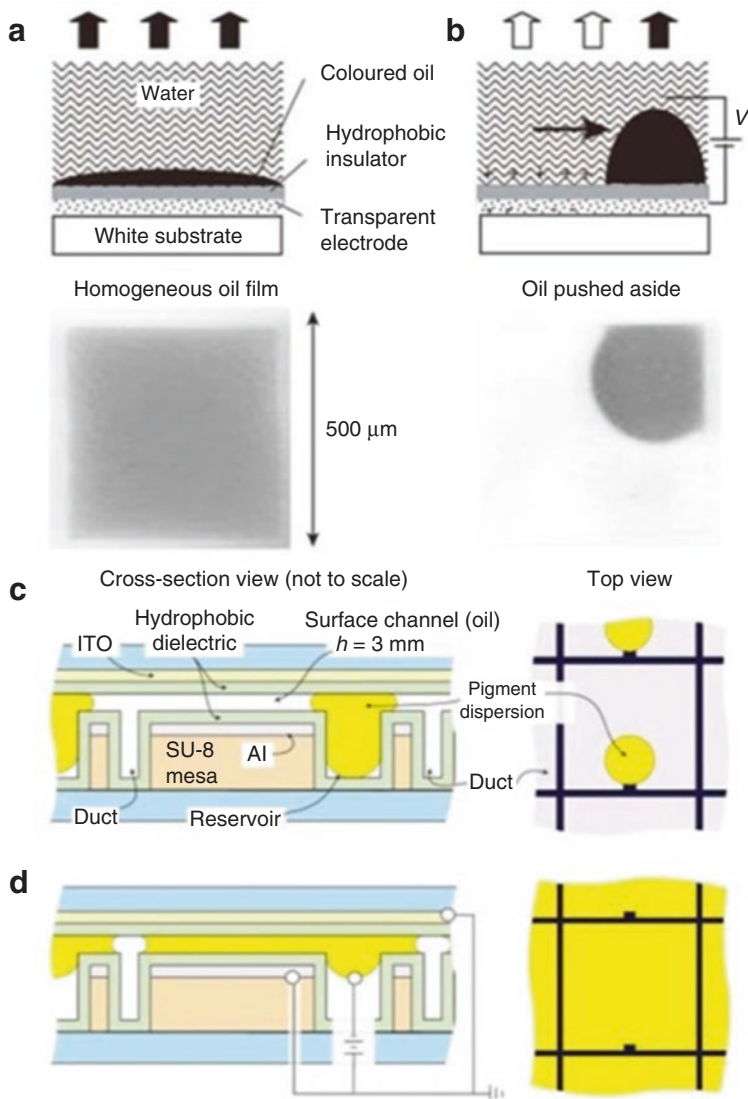 a
b
Coloured oil
Water
V
Hydrophobic
insulator
Transparent
electrode
White substrate
Homogeneous oil film
Oil pushed aside
500 μm
Cross-section view (not to scale)
Top view
c
Hydrophobic
dielectric
Surface channel (oil)
h = 3 mm
ITO
Pigment
dispersion
SU-8
mesa
Al
Duct
Duct
Reservoir
d